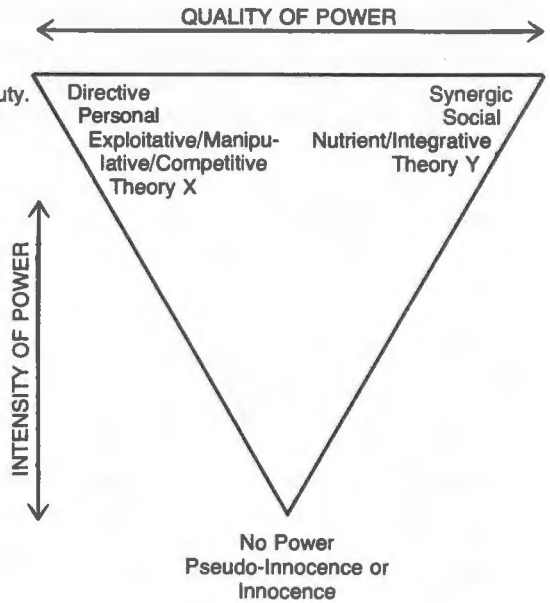 QUALITY OF POWER
uty.
Directive
Personal
Exploitative/Manipu-
lative/Competitive
Theory X
Synergic
Social
Nutrient/Integrative
Theory Y
INTENSITY OF POWER
No Power
Pseudo-Innocence or
Innocence